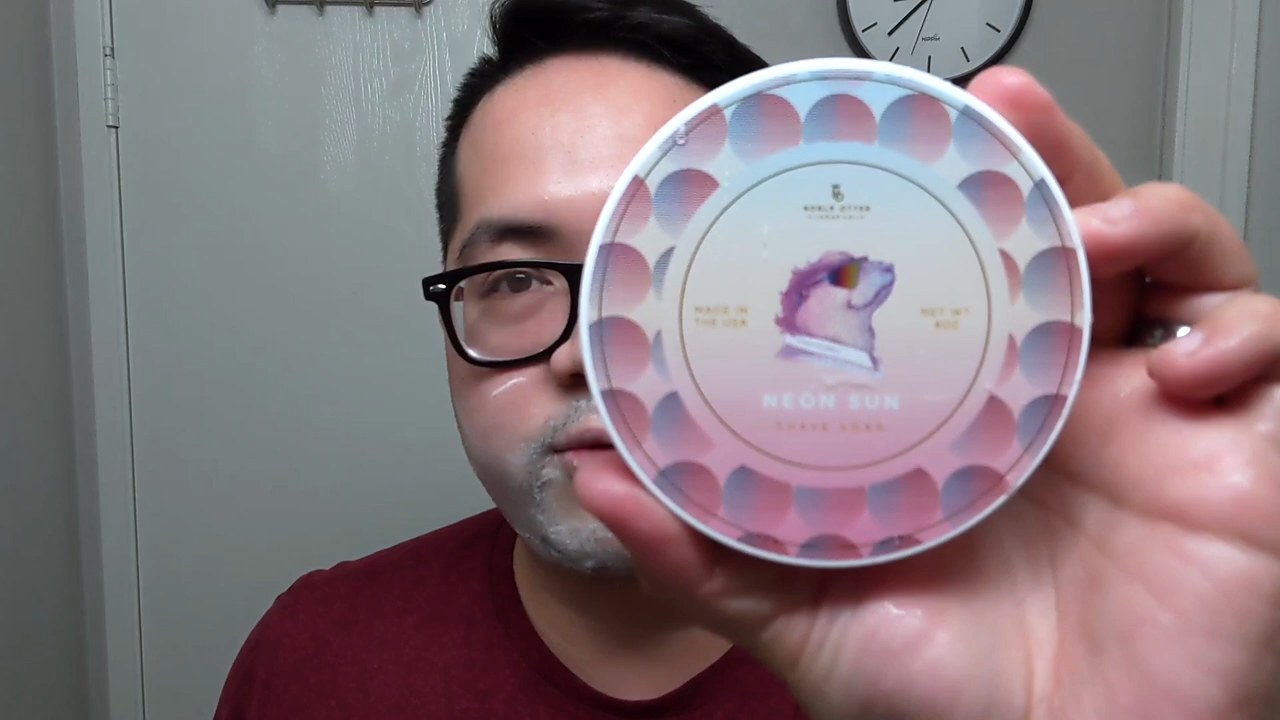 NOBLE OTTER
MADE IN
THE USA
NET WT
4OZ
NEON SUN
SHAVE SOAP